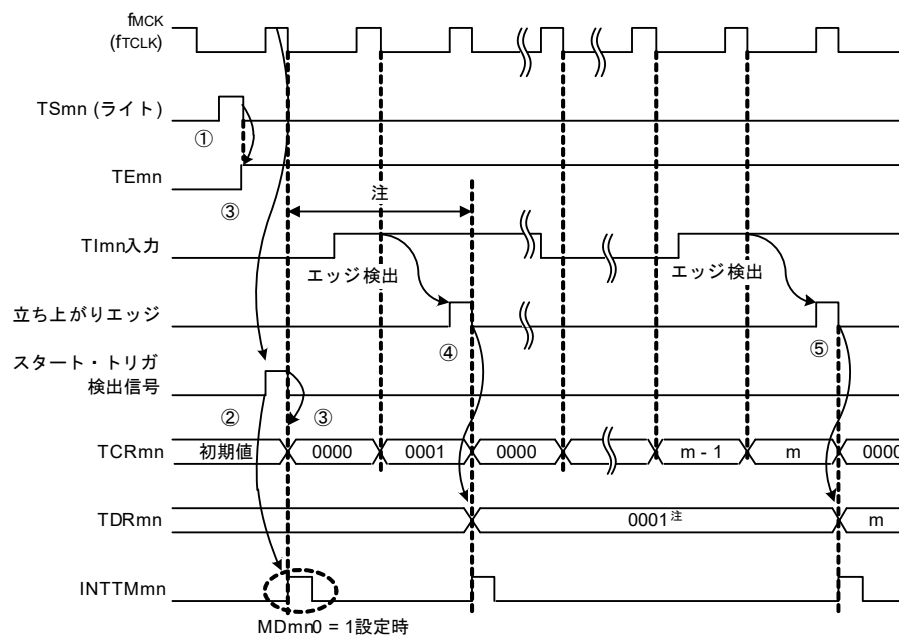 fMCK
(fTCLK)
TSmn (ライト)
①
TEmn
③
注
TImn入力
エッジ検出
エッジ検出
立ち上がりエッジ
④
⑤
スタート・トリガ
検出信号
②
③
TCRmn
初期値
0000
0001
0000
m - 1
m
0000
TDRmn
0001注
m
INTTMmn
MDmn0 = 1設定時